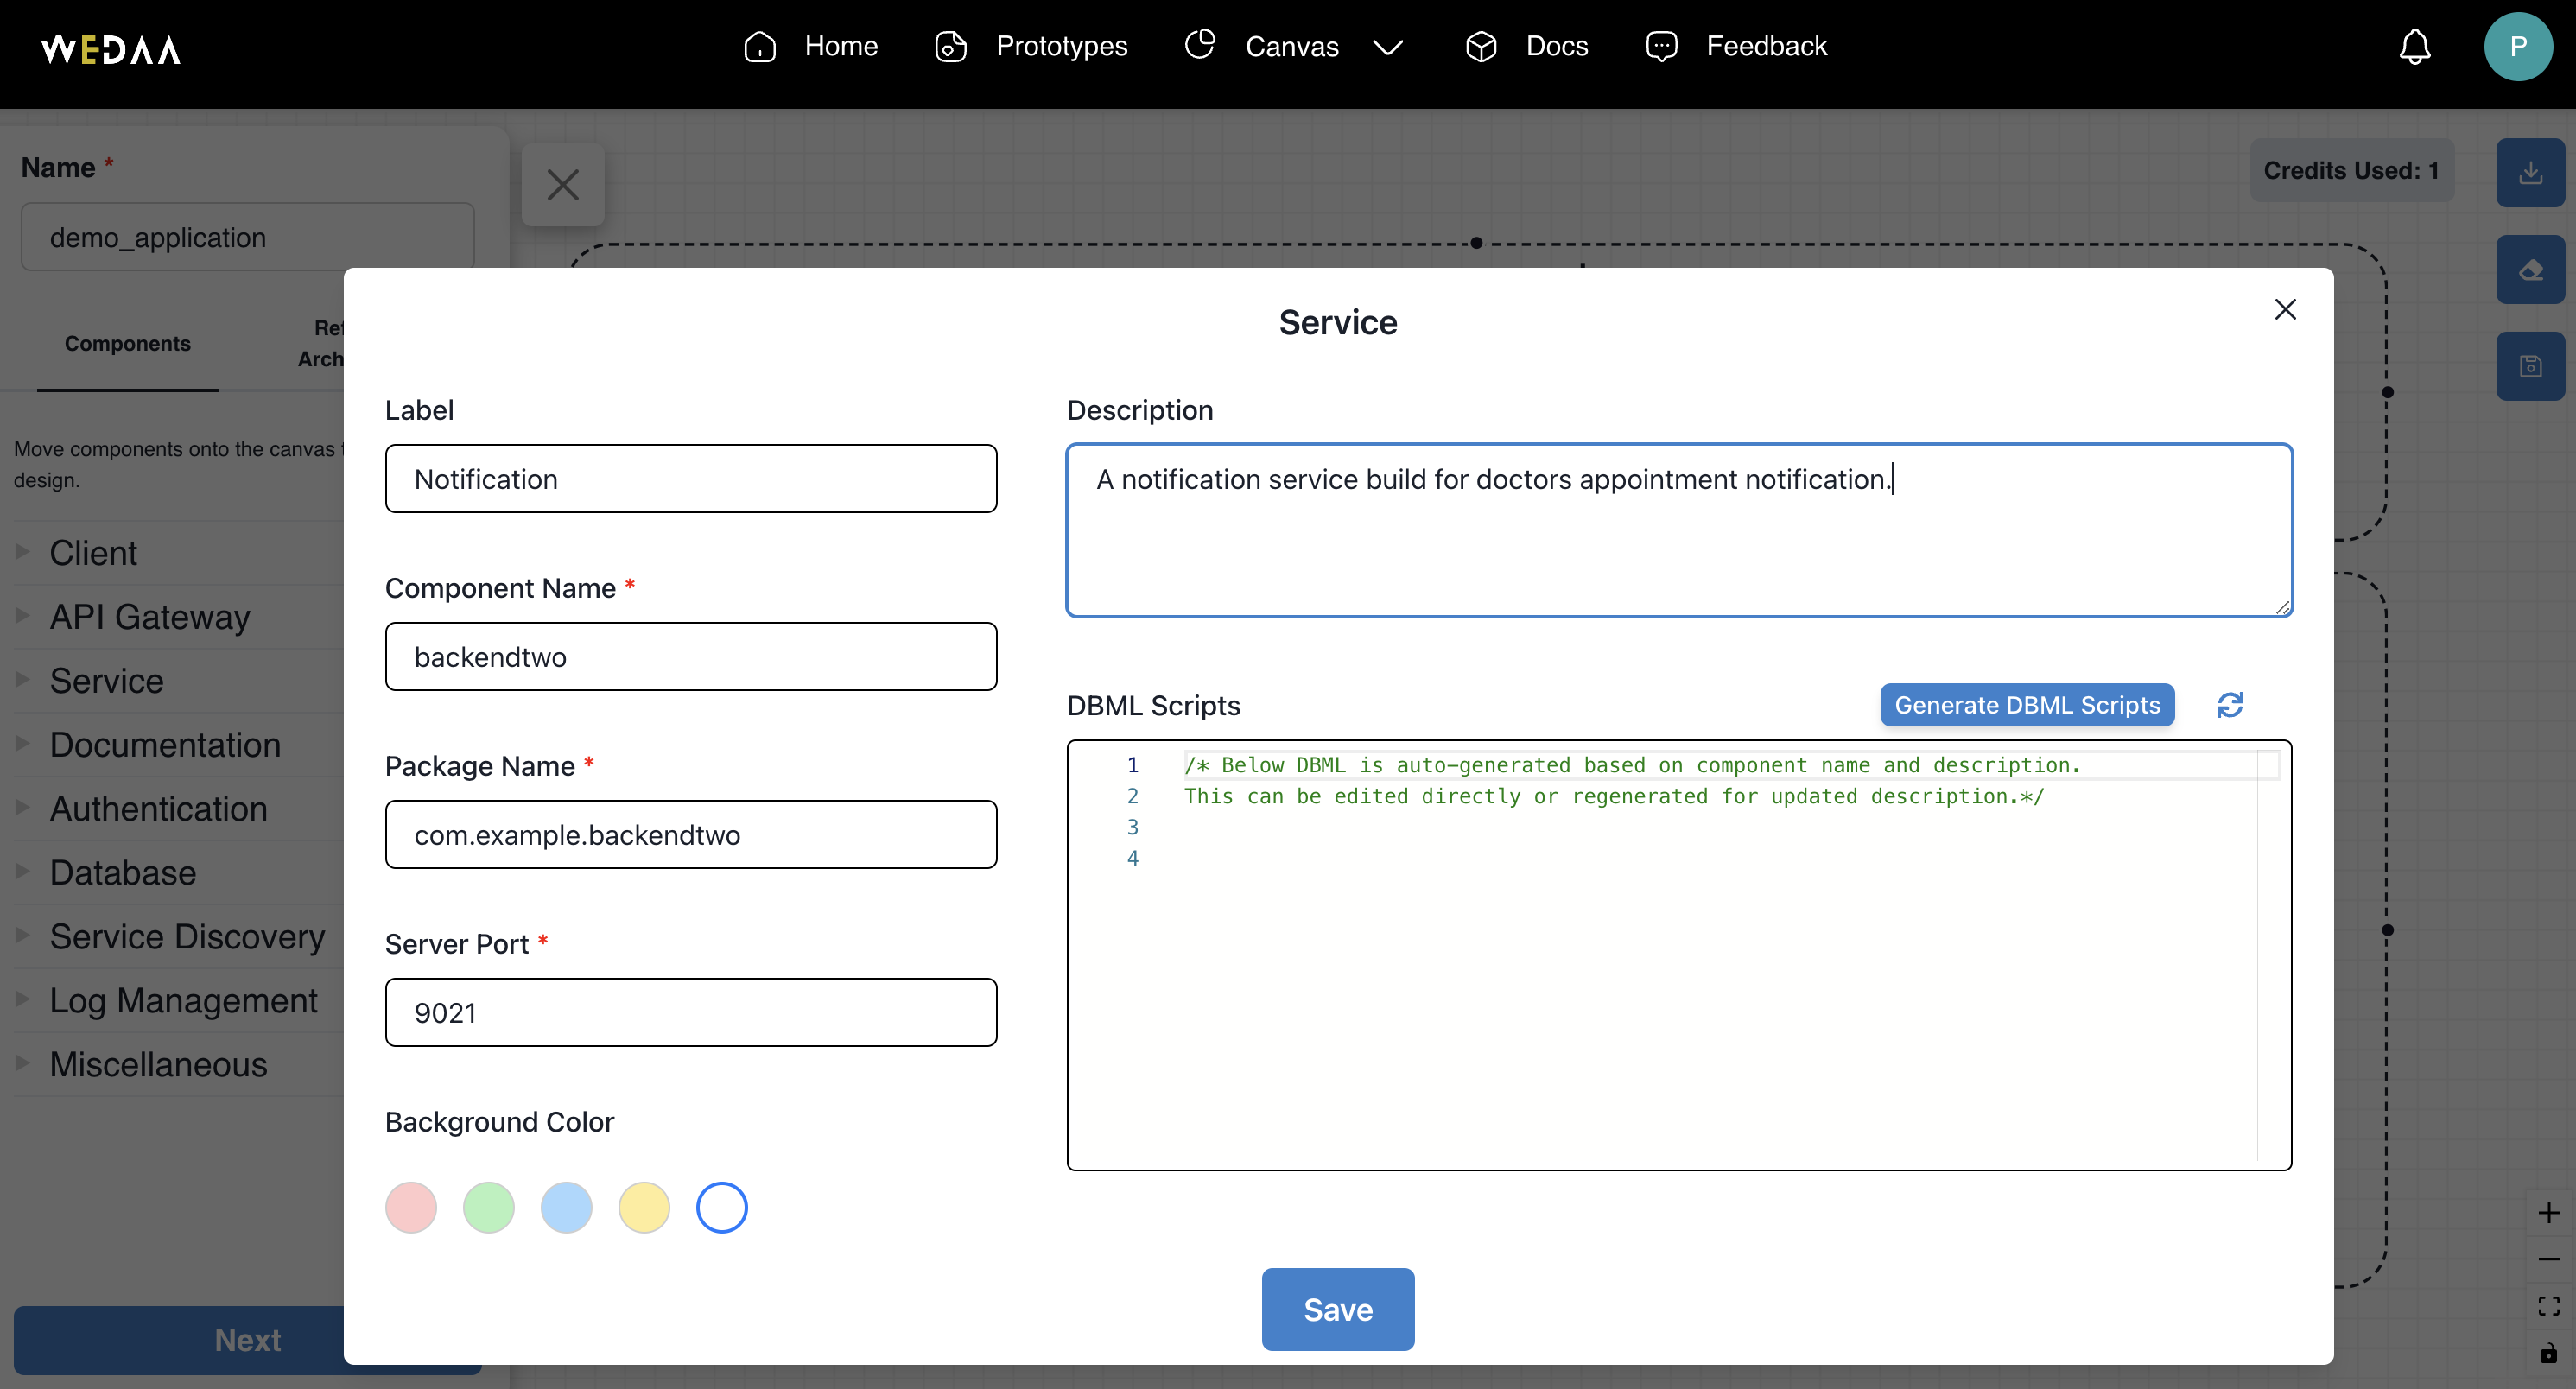 WEDAA
Home
Prototypes
Canvas
Docs
Feedback
P
Name *
demo_application
Credits Used: 1
Components
Ref
Arch
Move components onto the canvas
design.
Client
API Gateway
Service
Documentation
Authentication
Database
Service Discovery
Log Management
Miscellaneous
Next
Service
Label
Notification
Component Name *
backendtwo
Package Name *
com.example.backendtwo
Server Port *
9021
Background Color
Description
A notification service build for doctors appointment notification.
DBML Scripts
Generate DBML Scripts
1 /* Below DBML is auto-generated based on component name and description.
2 This can be edited directly or regenerated for updated description.*/
3
4
Save